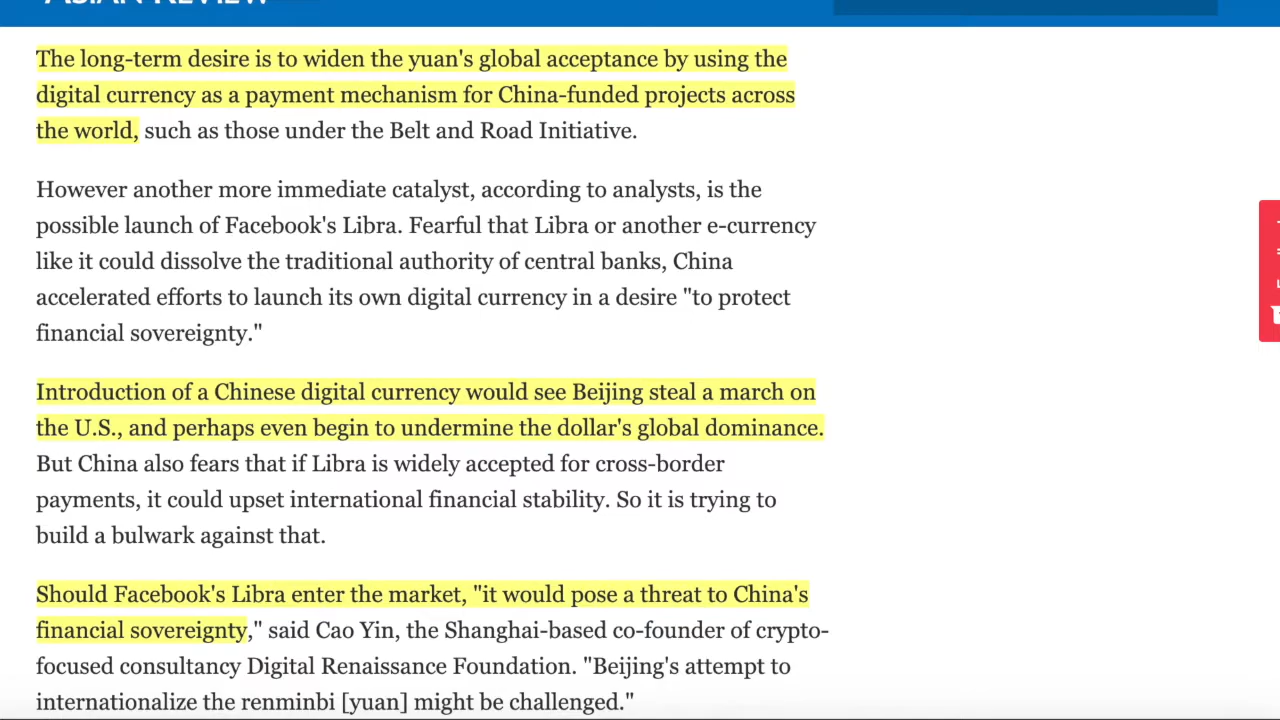 ASIAN REVIEW
The long-term desire is to widen the yuan's global acceptance by using the
digital currency as a payment mechanism for China-funded projects across
the world, such as those under the Belt and Road Initiative.
However another more immediate catalyst, according to analysts, is the
possible launch of Facebook's Libra. Fearful that Libra or another e-currency
like it could dissolve the traditional authority of central banks, China
accelerated efforts to launch its own digital currency in a desire "to protect
financial sovereignty."
Introduction of a Chinese digital currency would see Beijing steal a march on
the U.S., and perhaps even begin to undermine the dollar's global dominance.
But China also fears that if Libra is widely accepted for cross-border
payments, it could upset international financial stability. So it is trying to
build a bulwark against that.
Should Facebook's Libra enter the market, "it would pose a threat to China's
financial sovereignty," said Cao Yin, the Shanghai-based co-founder of crypto-
focused consultancy Digital Renaissance Foundation. "Beijing's attempt to
internationalize the renminbi [yuan] might be challenged."